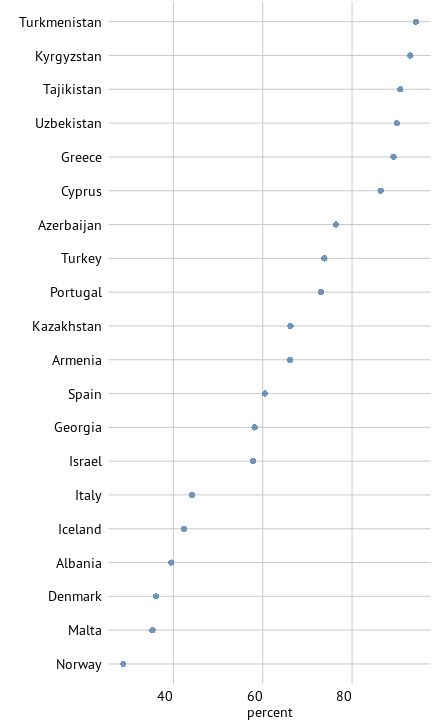 Turkmenistan
Kyrgyzstan
Tajikistan
Uzbekistan
Greece
Cyprus
Azerbaijan
Turkey
Portugal
Kazakhstan
Armenia
Spain
Georgia
Israel
Italy
Iceland
Albania
Denmark
Malta
Norway
40 60 80
percent